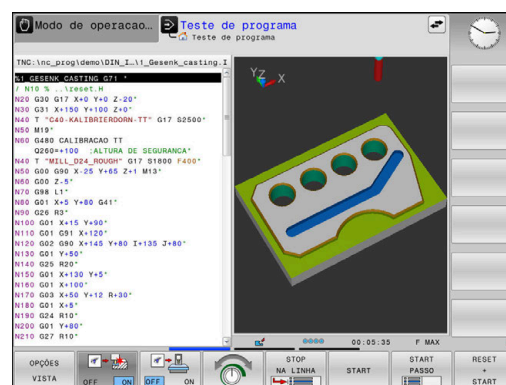 Modo de operacao...
Teste de programa
Teste de programa
TNC:\nc_prog\demo\DIN_I…\!_Gesenk_casting.I
%1_GESENK_CASTING G71 *
/ N10 % ..\reset.H
N20 G30 G17 X+0 Y+0 Z-20*
N30 G31 X+150 Y+100 Z+0*
N40 T "C40-KALIBRIERDORN-TT" G17 S2500*
N50 M19*
N60 G480 CALIBRACAO TT
Q260=+100 ;ALTURA DE SEGURANCA*
N40 T "MILL_D24_ROUGH" G17 S1800 F400*
N50 G00 G90 X-25 Y+65 Z+1 M13*
N60 G00 Z-5*
N70 G98 L1*
N80 G01 X+5 Y+80 G41*
N90 G26 R3*
N100 G01 X+15 Y+90*
N110 G01 G91 X+120*
N120 G02 G90 X+145 Y+80 I+135 J+80*
N130 G01 Y+50*
N140 G25 R20*
N150 G01 X+130 Y+5*
N160 G01 X+100*
N170 G03 X+50 Y+12 R+30*
N180 G01 X+5*
N190 G24 R10*
N200 G01 Y+80*
N210 G27 R10*
YZ X
00:05:35 F MAX
OPÇÕES
VISTA
OFF ON
OFF ON
STOP
NA LINHA
START
START
PASSO
RESET
+
START